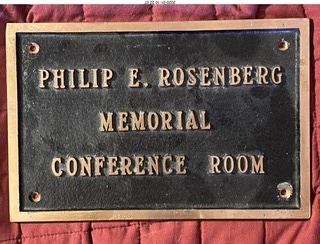 PHILIP E. ROSENBERG
MEMORIAL
CONFERENCE ROOM